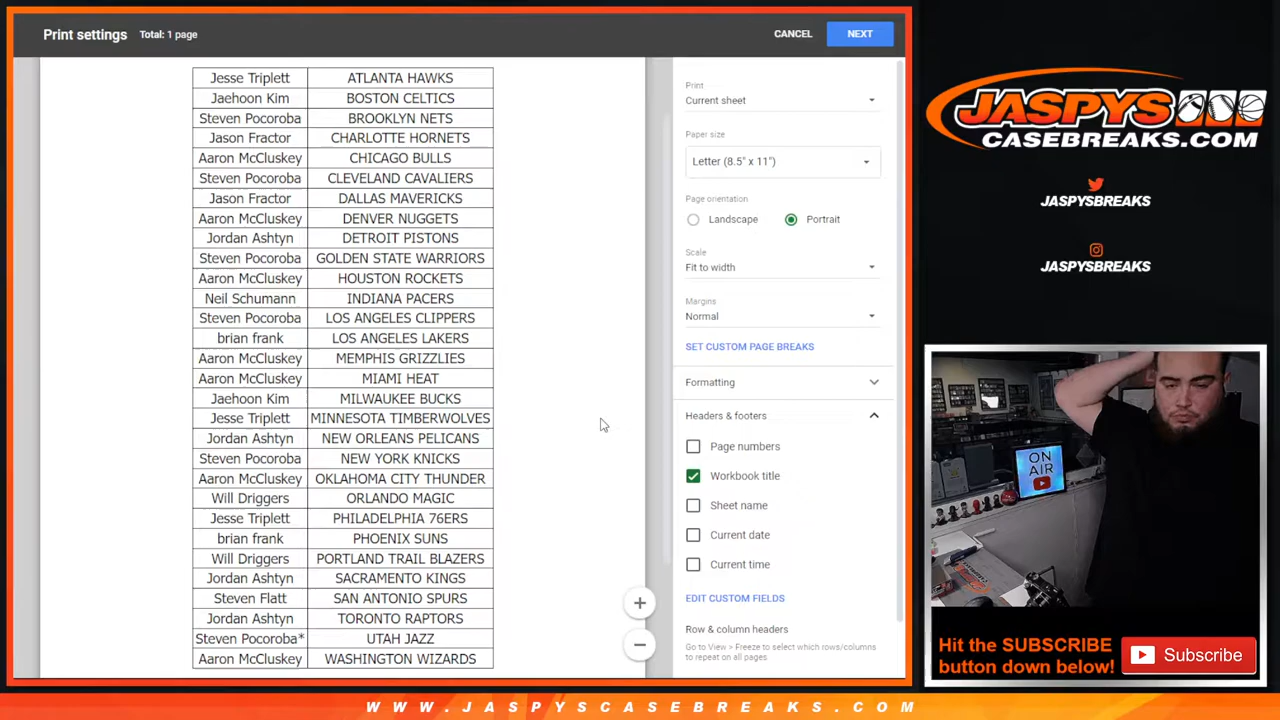 Print settings Total: 1 page CANCEL NEXT
Jesse Triplett ATLANTA HAWKS
Jaehoon Kim BOSTON CELTICS
Steven Pocoroba BROOKLYN NETS
Jason Fractor CHARLOTTE HORNETS
Aaron McCluskey CHICAGO BULLS
Steven Pocoroba CLEVELAND CAVALIERS
Jason Fractor DALLAS MAVERICKS
Aaron McCluskey DENVER NUGGETS
Jordan Ashtyn DETROIT PISTONS
Steven Pocoroba GOLDEN STATE WARRIORS
Aaron McCluskey HOUSTON ROCKETS
Neil Schumann INDIANA PACERS
Steven Pocoroba LOS ANGELES CLIPPERS
brian frank LOS ANGELES LAKERS
Aaron McCluskey MEMPHIS GRIZZLIES
Aaron McCluskey MIAMI HEAT
Jaehoon Kim MILWAUKEE BUCKS
Jesse Triplett MINNESOTA TIMBERWOLVES
Jordan Ashtyn NEW ORLEANS PELICANS
Steven Pocoroba NEW YORK KNICKS
Aaron McCluskey OKLAHOMA CITY THUNDER
Will Driggers ORLANDO MAGIC
Jesse Triplett PHILADELPHIA 76ERS
brian frank PHOENIX SUNS
Will Driggers PORTLAND TRAIL BLAZERS
Jordan Ashtyn SACRAMENTO KINGS
Steven Flatt SAN ANTONIO SPURS
Jordan Ashtyn TORONTO RAPTORS
Steven Pocoroba* UTAH JAZZ
Aaron McCluskey WASHINGTON WIZARDS
Print
Current sheet
Paper size
Letter (8.5" x 11")
Page orientation
Landscape Portrait
Scale
Fit to width
Margins
Normal
SET CUSTOM PAGE BREAKS
Formatting
Headers & footers
Page numbers
Workbook title
Sheet name
Current date
Current time
EDIT CUSTOM FIELDS
Row & column headers
Go to View > Freeze to select which rows/columns
to repeat on all pages
JASPYS
CASEBREAKS.COM
JASPYSBREAKS
JASPYSBREAKS
ON
AIR
Hit the SUBSCRIBE
button down below!
Subscribe
WWW.JASPYSCASEBREAKS.COM